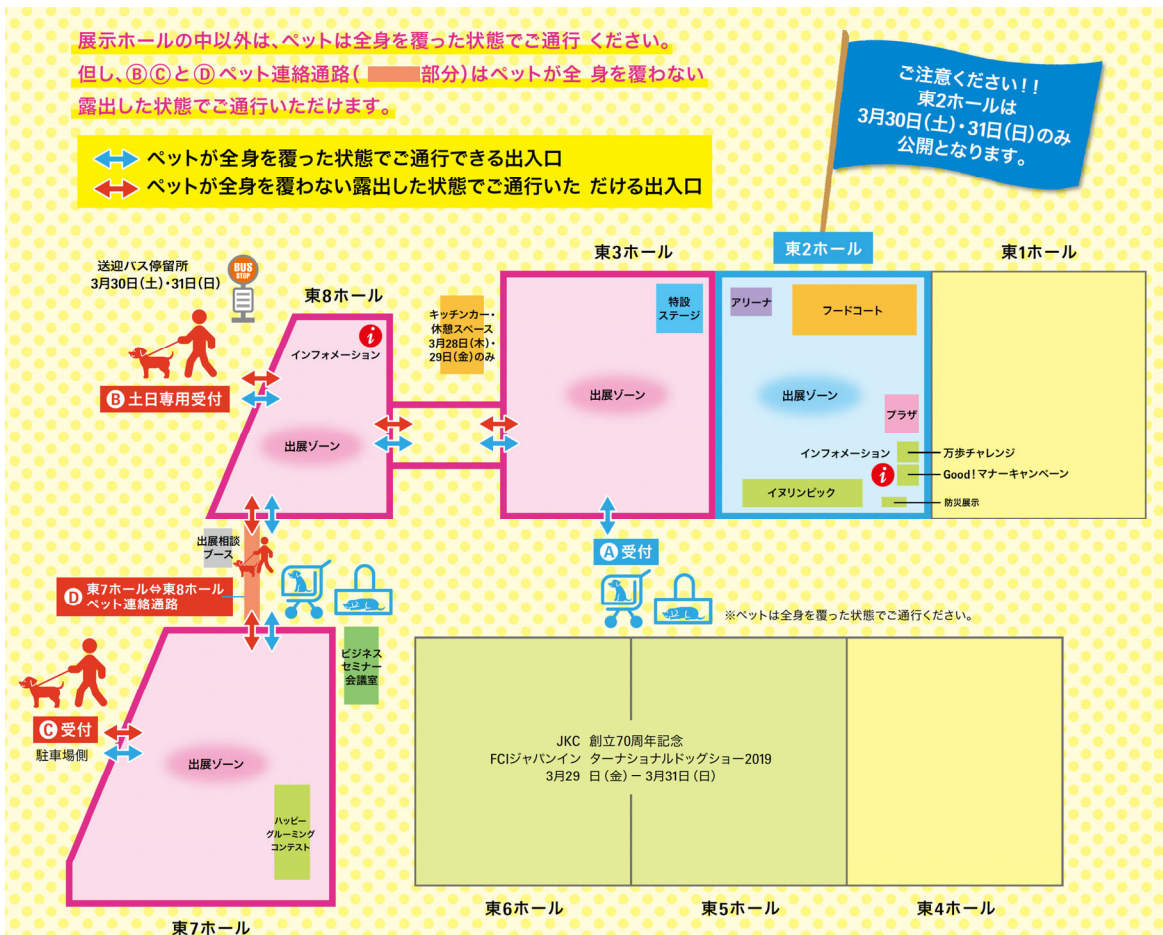 展示ホールの中以外は、ペットは全身を覆った状態でご通行 ください。
但し、ⒷⒸとⒹペット連絡通路( 部分)はペットが全 身を覆わない
露出した状態でご通行いただけます。
ペットが全身を覆った状態でご通行できる出入口
ペットが全身を覆わない露出した状態でご通行いた だける出入口
ご注意ください!!
東2ホールは
3月30日(土)・31日(日)のみ
公開となります。
送迎バス停留所
3月30日(土)・31日(日)
BUS
STOP
東8ホール
東3ホール
東2ホール
東1ホール
インフォメーション
i
キッチンカー・
休憩スペース
3月28日(木)・
29日(金)のみ
特設
ステージ
アリーナ
フードコート
Ⓑ土日専用受付
出展ゾーン
出展ゾーン
出展ゾーン
プラザ
インフォメーション
i
万歩チャレンジ
Good!マナーキャンペーン
イヌリンピック
防災展示
出展相談
ブース
Ⓐ受付
Ⓓ 東7ホール⇔東8ホール
ペット連絡通路
※ペットは全身を覆った状態でご通行ください。
ビジネス
セミナー
会議室
Ⓒ受付
駐車場側
出展ゾーン
ハッピー
グルーミング
コンテスト
JKC 創立70周年記念
FCIジャパンイン ターナショナルドッグショー2019
3月29 日(金)-3月31日(日)
東7ホール
東6ホール
東5ホール
東4ホール